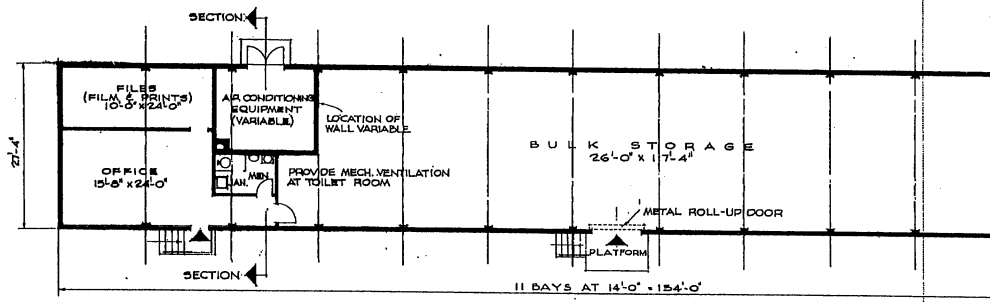 SECTION
FILES
(FILM & PRINTS)
10'-8" X 24'-0"
AIR CONDITIONING
EQUIPMENT
(VARIABLE)
LOCATION OF
WALL VARIABLE
27'-4"
BULK STORAGE
26'-0" X 117'-4"
OFFICE
15'-8" X 24'-0"
MEN
JAN.
PROVIDE MECH. VENTILATION
AT TOILET ROOM
METAL ROLL-UP DOOR
PLATFORM
SECTION
11 BAYS AT 14'-0" = 154'-0"